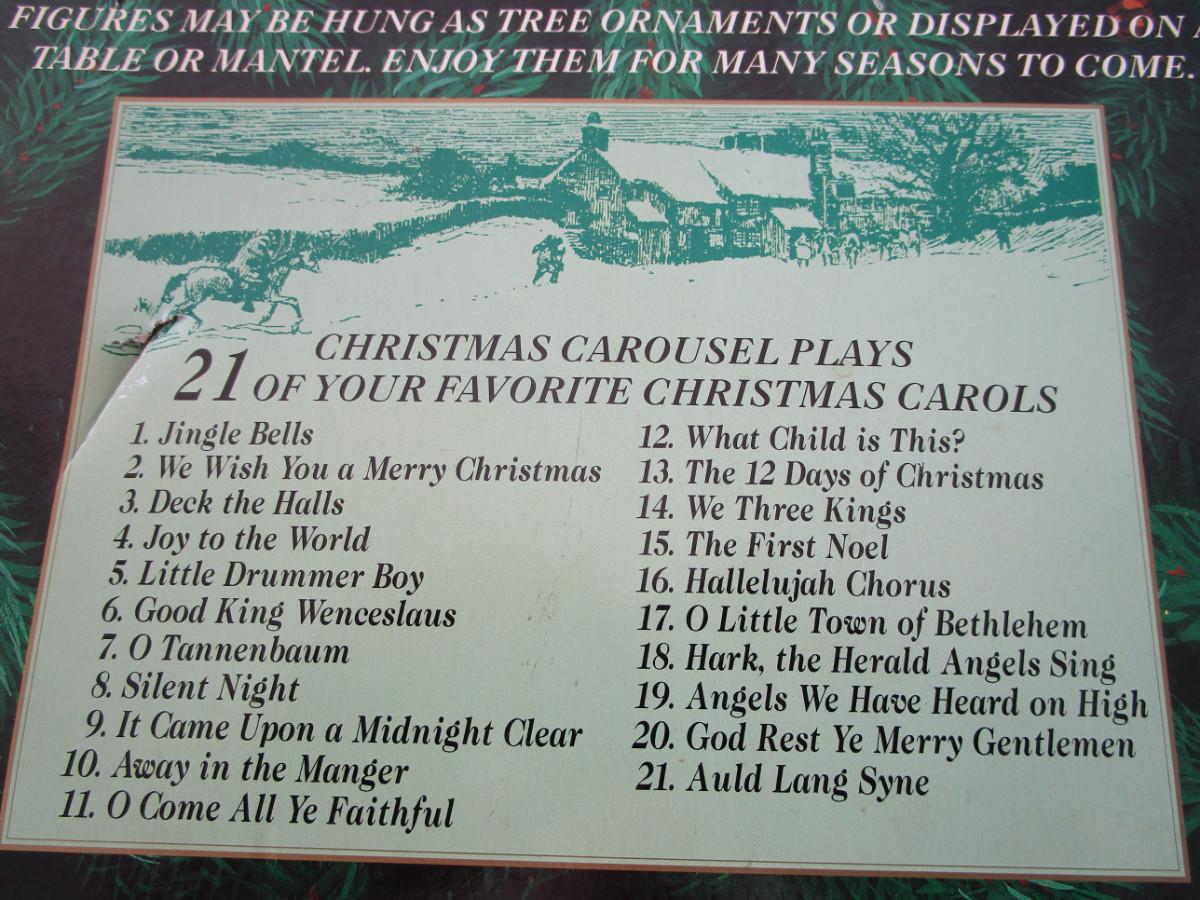 FIGURES MAY BE HUNG AS TREE ORNAMENTS OR DISPLAYED ON A
TABLE OR MANTEL. ENJOY THEM FOR MANY SEASONS TO COME.
CHRISTMAS CAROUSEL PLAYS
21 OF YOUR FAVORITE CHRISTMAS CAROLS
1. Jingle Bells
2. We Wish You a Merry Christmas
3. Deck the Halls
4. Joy to the World
5. Little Drummer Boy
6. Good King Wenceslaus
7. O Tannenbaum
8. Silent Night
9. It Came Upon a Midnight Clear
10. Away in the Manger
11. O Come All Ye Faithful
12. What Child is This?
13. The 12 Days of Christmas
14. We Three Kings
15. The First Noel
16. Hallelujah Chorus
17. O Little Town of Bethlehem
18. Hark, the Herald Angels Sing
19. Angels We Have Heard on High
20. God Rest Ye Merry Gentlemen
21. Auld Lang Syne